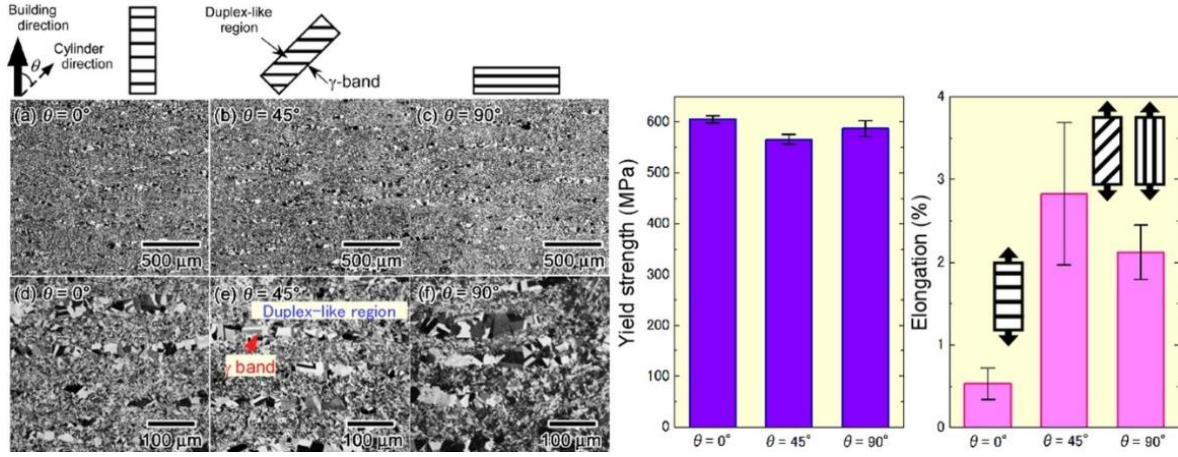 Building
direction
θ
Cylinder
direction
Duplex-like
region
γ-band
(a) θ = 0°
(b) θ = 45°
(c) θ = 90°
500 μm
500 μm
500 μm
(d) θ = 0°
(e) θ = 45°
(f) θ = 90°
Duplex-like region
γ band
100 μm
100 μm
100 μm
Yield strength (MPa)
600
500
400
300
200
600
100
0
θ = 0°
θ = 45°
θ = 90°
Elongation (%)
4
3
2
1
0
θ = 0°
θ = 45°
θ = 90°